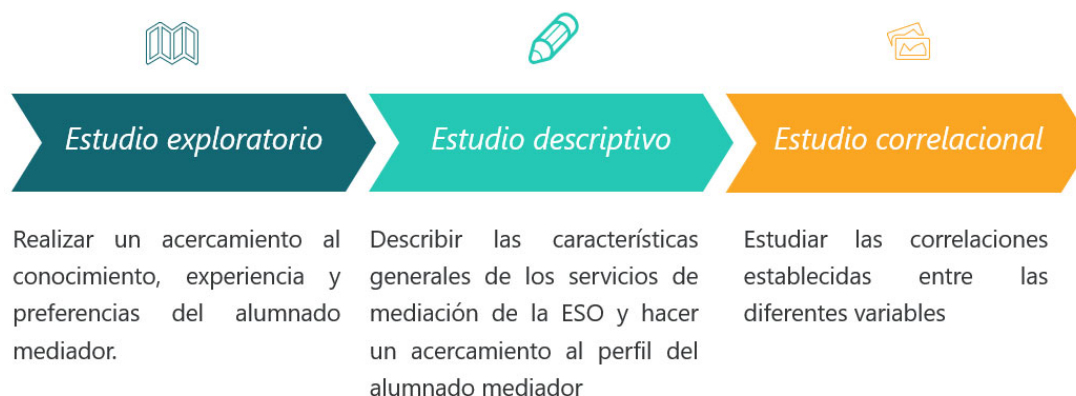 Estudio exploratorio
Estudio descriptivo
Estudio correlacional
Realizar un acercamiento al
conocimiento, experiencia y
preferencias del alumnado
mediador.
Describir las características
generales de los servicios de
mediación de la ESO y hacer
un acercamiento al perfil del
alumnado mediador
Estudiar las correlaciones
establecidas entre las
diferentes variables